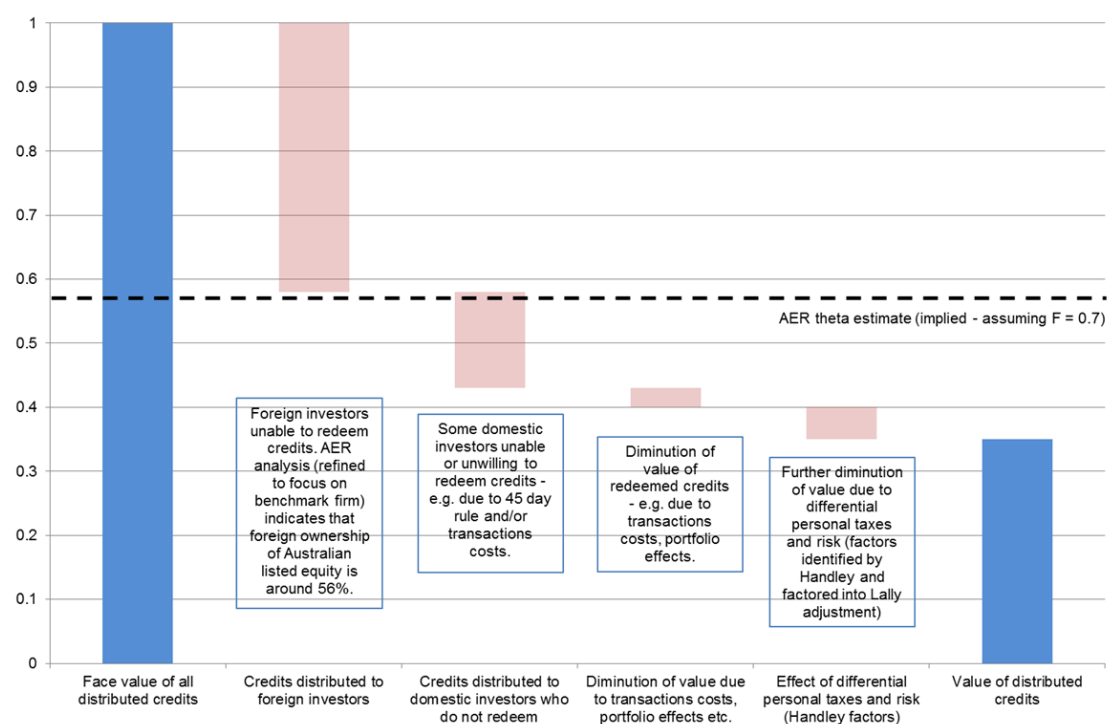 1
0.9
0.8
0.7
0.6
0.5
0.4
0.3
0.2
0.1
0
AER theta estimate (implied - assuming F = 0.7)
Foreign investors
unable to redeem
credits. AER
analysis (refined
to focus on
benchmark firm)
indicates that
foreign ownership
of Australian
listed equity is
around 56%.
Some domestic
investors unable
or unwilling to
redeem credits -
e.g. due to 45 day
rule and/or
transactions
costs.
Diminution of
value of
redeemed credits
- e.g. due to
transactions
costs, portfolio
effects.
Further diminution
of value due to
differential
personal taxes
and risk (factors
identified by
Handley and
factored into Lally
adjustment)
Face value of all
distributed credits
Credits distributed to
foreign investors
Credits distributed to
domestic investors who
do not redeem
Diminution of value due
to transactions costs,
portfolio effects etc.
Effect of differential
personal taxes and risk
(Handley factors)
Value of distributed
credits